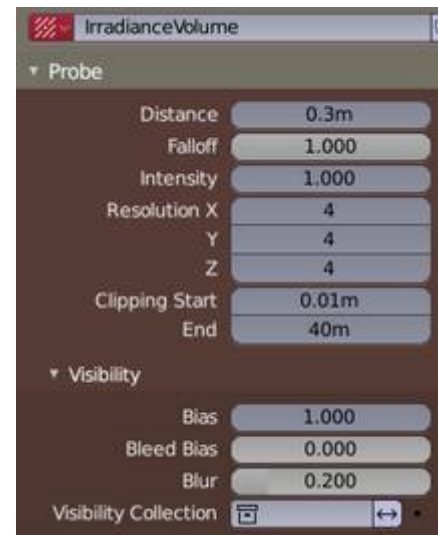 IrradianceVolume
Probe
Distance 0.3m
Falloff 1.000
Intensity 1.000
Resolution X 4
Y 4
Z 4
Clipping Start 0.01m
End 40m
Visibility
Bias 1.000
Bleed Bias 0.000
Blur 0.200
Visibility Collection